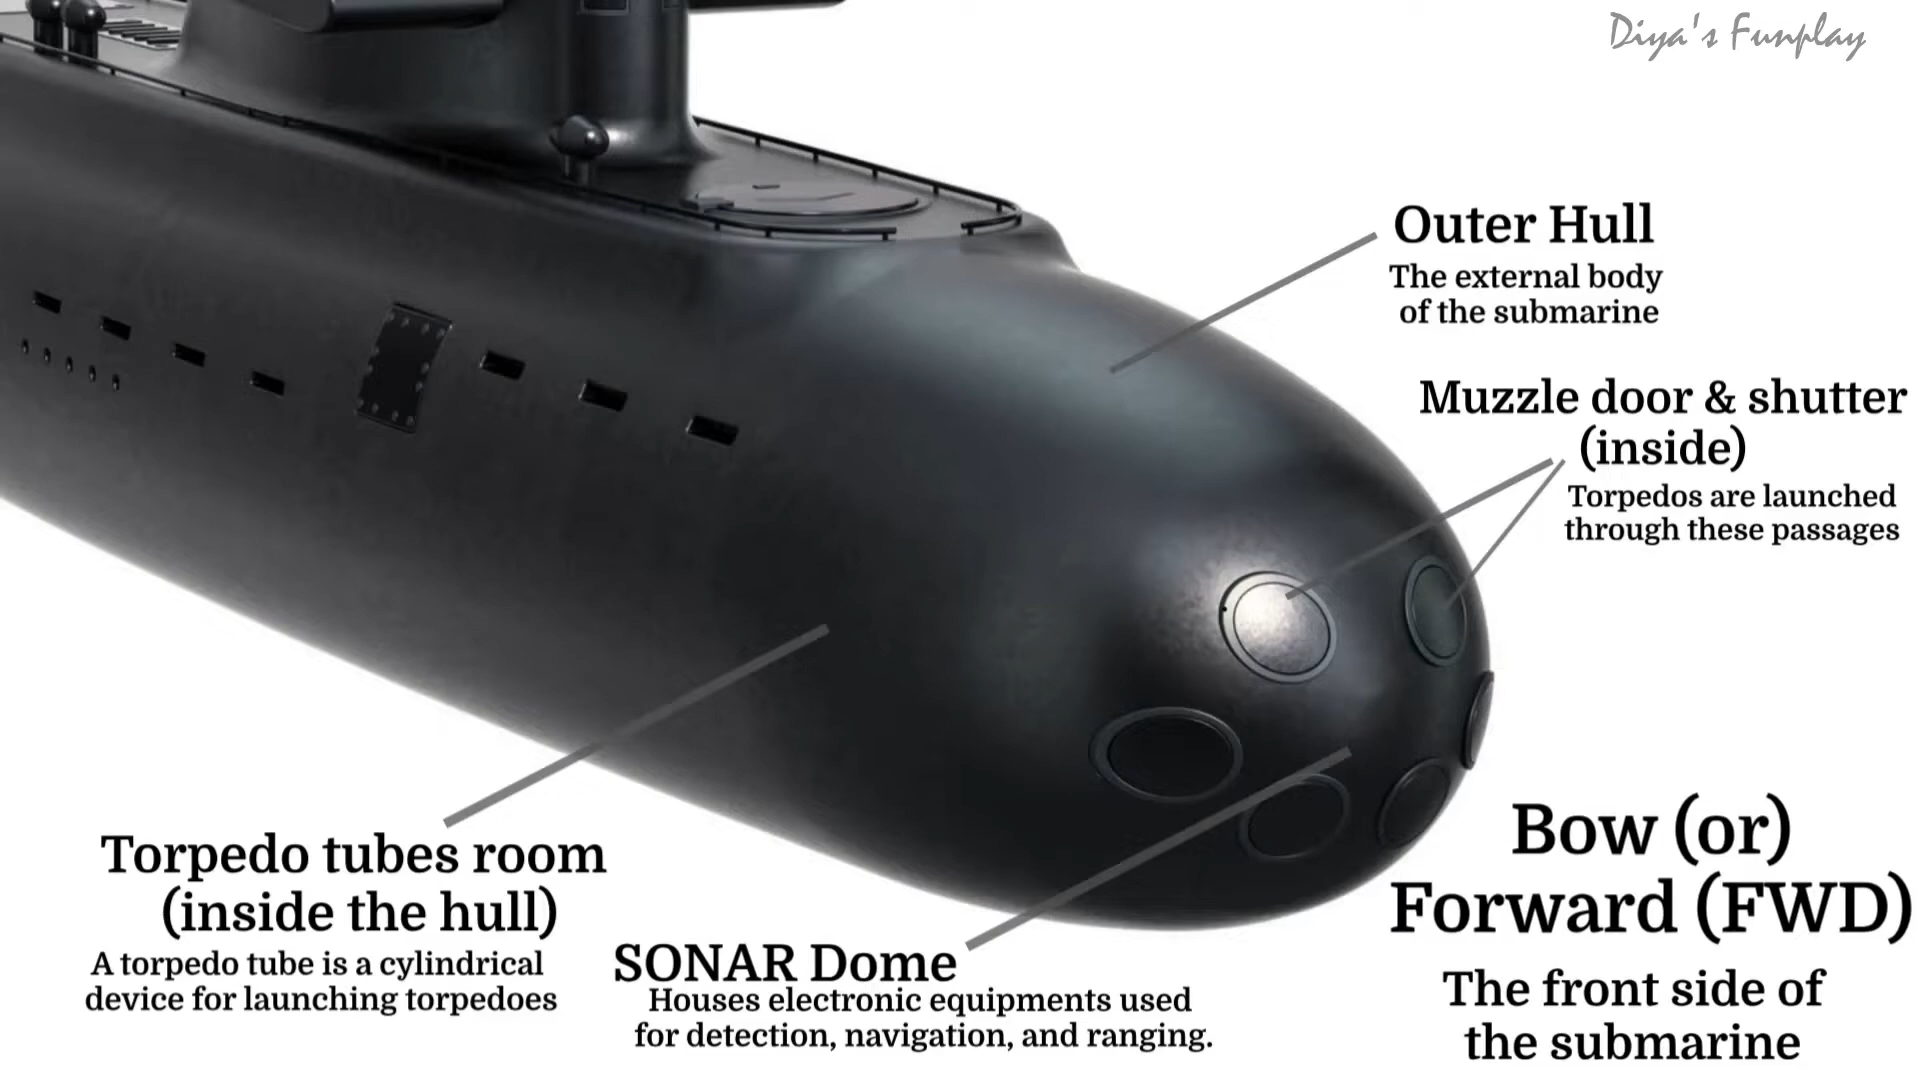 Diya's Funplay
Outer Hull
The external body
of the submarine
Muzzle door & shutter
(inside)
Torpedos are launched
through these passages
Torpedo tubes room
(inside the hull)
A torpedo tube is a cylindrical
device for launching torpedoes
SONAR Dome
Houses electronic equipments used
for detection, navigation, and ranging.
Bow (or)
Forward (FWD)
The front side of
the submarine